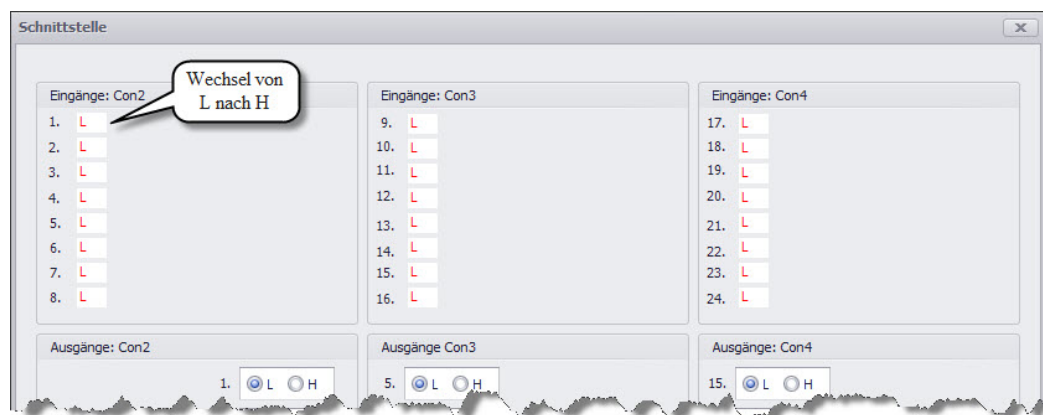 Schnittstelle
Wechsel von
L nach H
Eingänge: Con2
1. L
2. L
3. L
4. L
5. L
6. L
7. L
8. L
Eingänge: Con3
9. L
10. L
11. L
12. L
13. L
14. L
15. L
16. L
Eingänge: Con4
17. L
18. L
19. L
20. L
21. L
22. L
23. L
24. L
Ausgänge: Con2
1. L H
Ausgänge Con3
5. L H
Ausgänge: Con4
15. L H